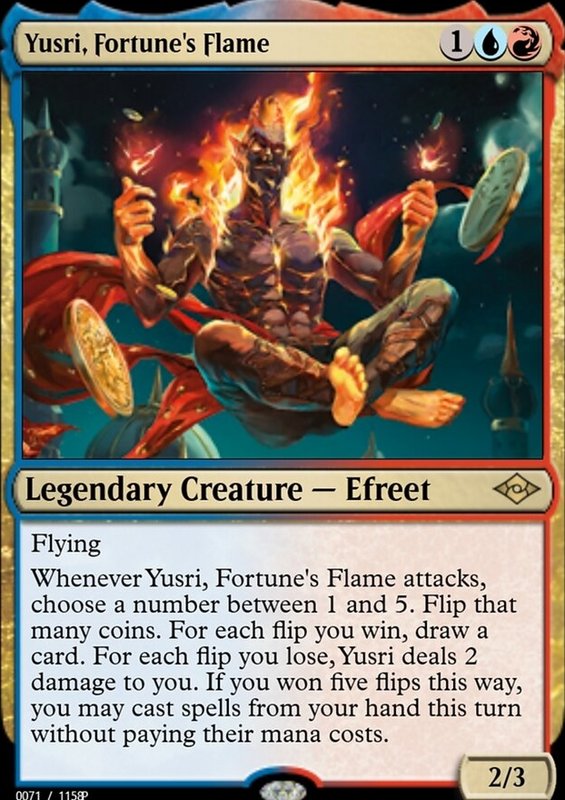 Yusri, Fortune's Flame 1
Legendary Creature — Efreet
Flying
Whenever Yusri, Fortune's Flame attacks,
choose a number between 1 and 5. Flip that
many coins. For each flip you win, draw a
card. For each flip you lose, Yusri deals 2
damage to you. If you won five flips this way,
you may cast spells from your hand this turn
without paying their mana costs.
2/3
0071 / 1158P